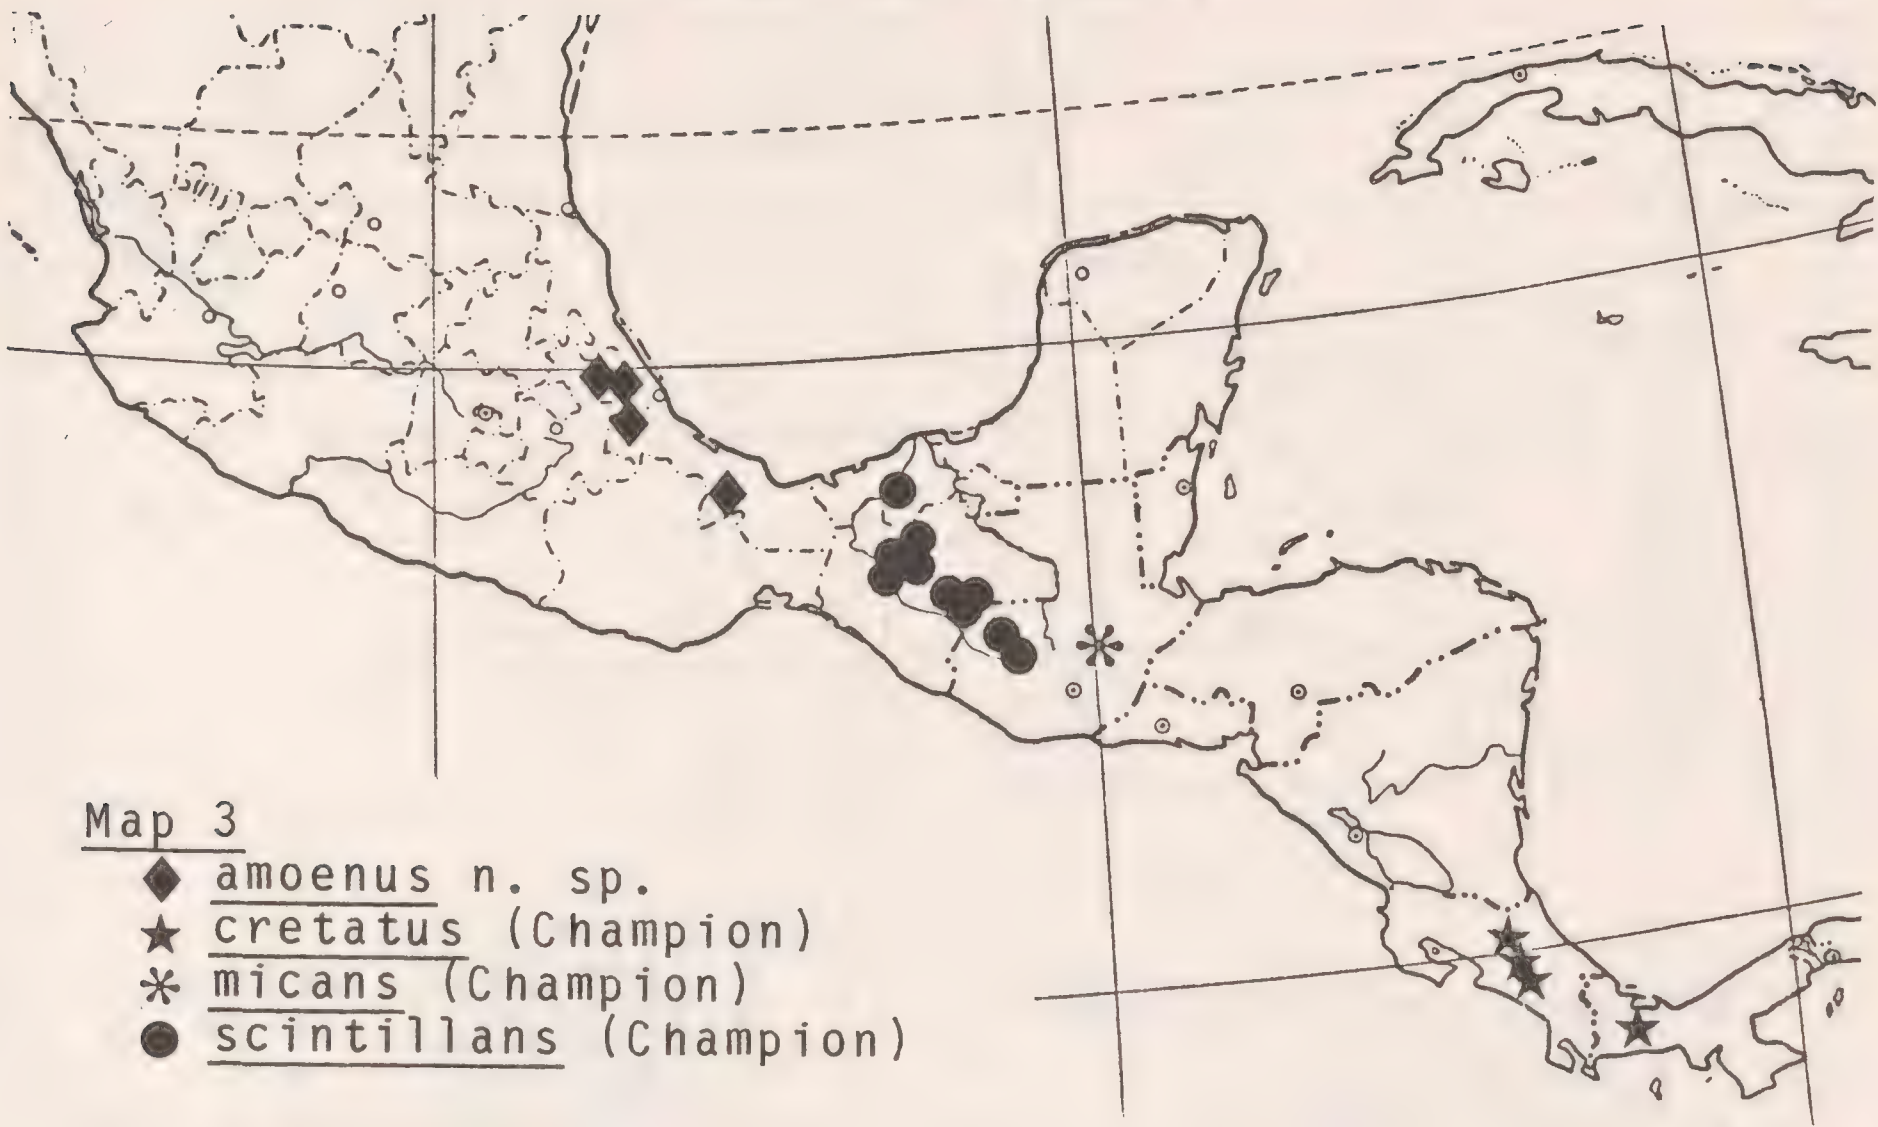 Map 3
amoenus n. sp.
cretatus (Champion)
micans (Champion)
scintillans (Champion)